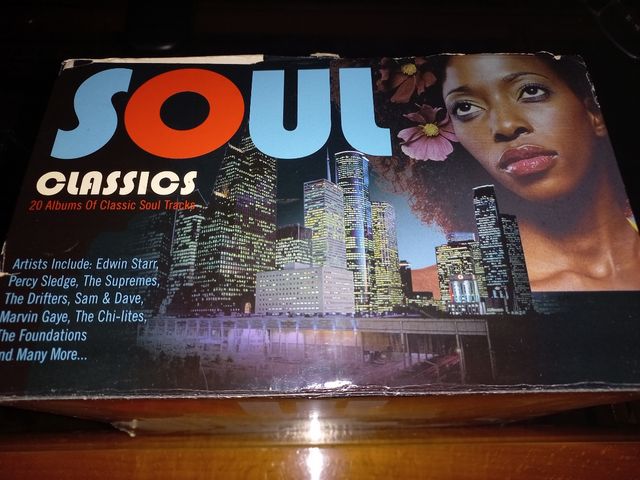 SOUL
CLASSICS
20 Albums Of Classic Soul Tracks
Artists Include: Edwin Starr,
Percy Sledge, The Supremes,
The Drifters, Sam & Dave,
Marvin Gaye, The Chi-lites,
The Foundations
nd Many More...